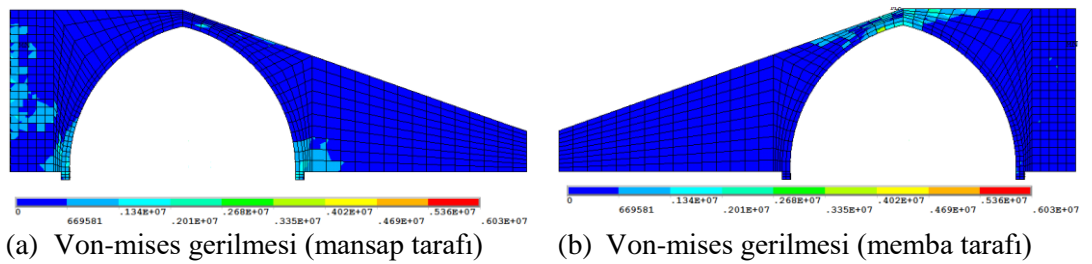 0 .134E+07 .268E+07 .402E+07 .536E+07
669581 .201E+07 .335E+07 .469E+07 .603E+07
0 .134E+07 .268E+07 .402E+07 .536E+07
669581 .201E+07 .335E+07 .469E+07 .603E+07
(a) Von-mises gerilmesi (mansap tarafı)
(b) Von-mises gerilmesi (memba tarafı)